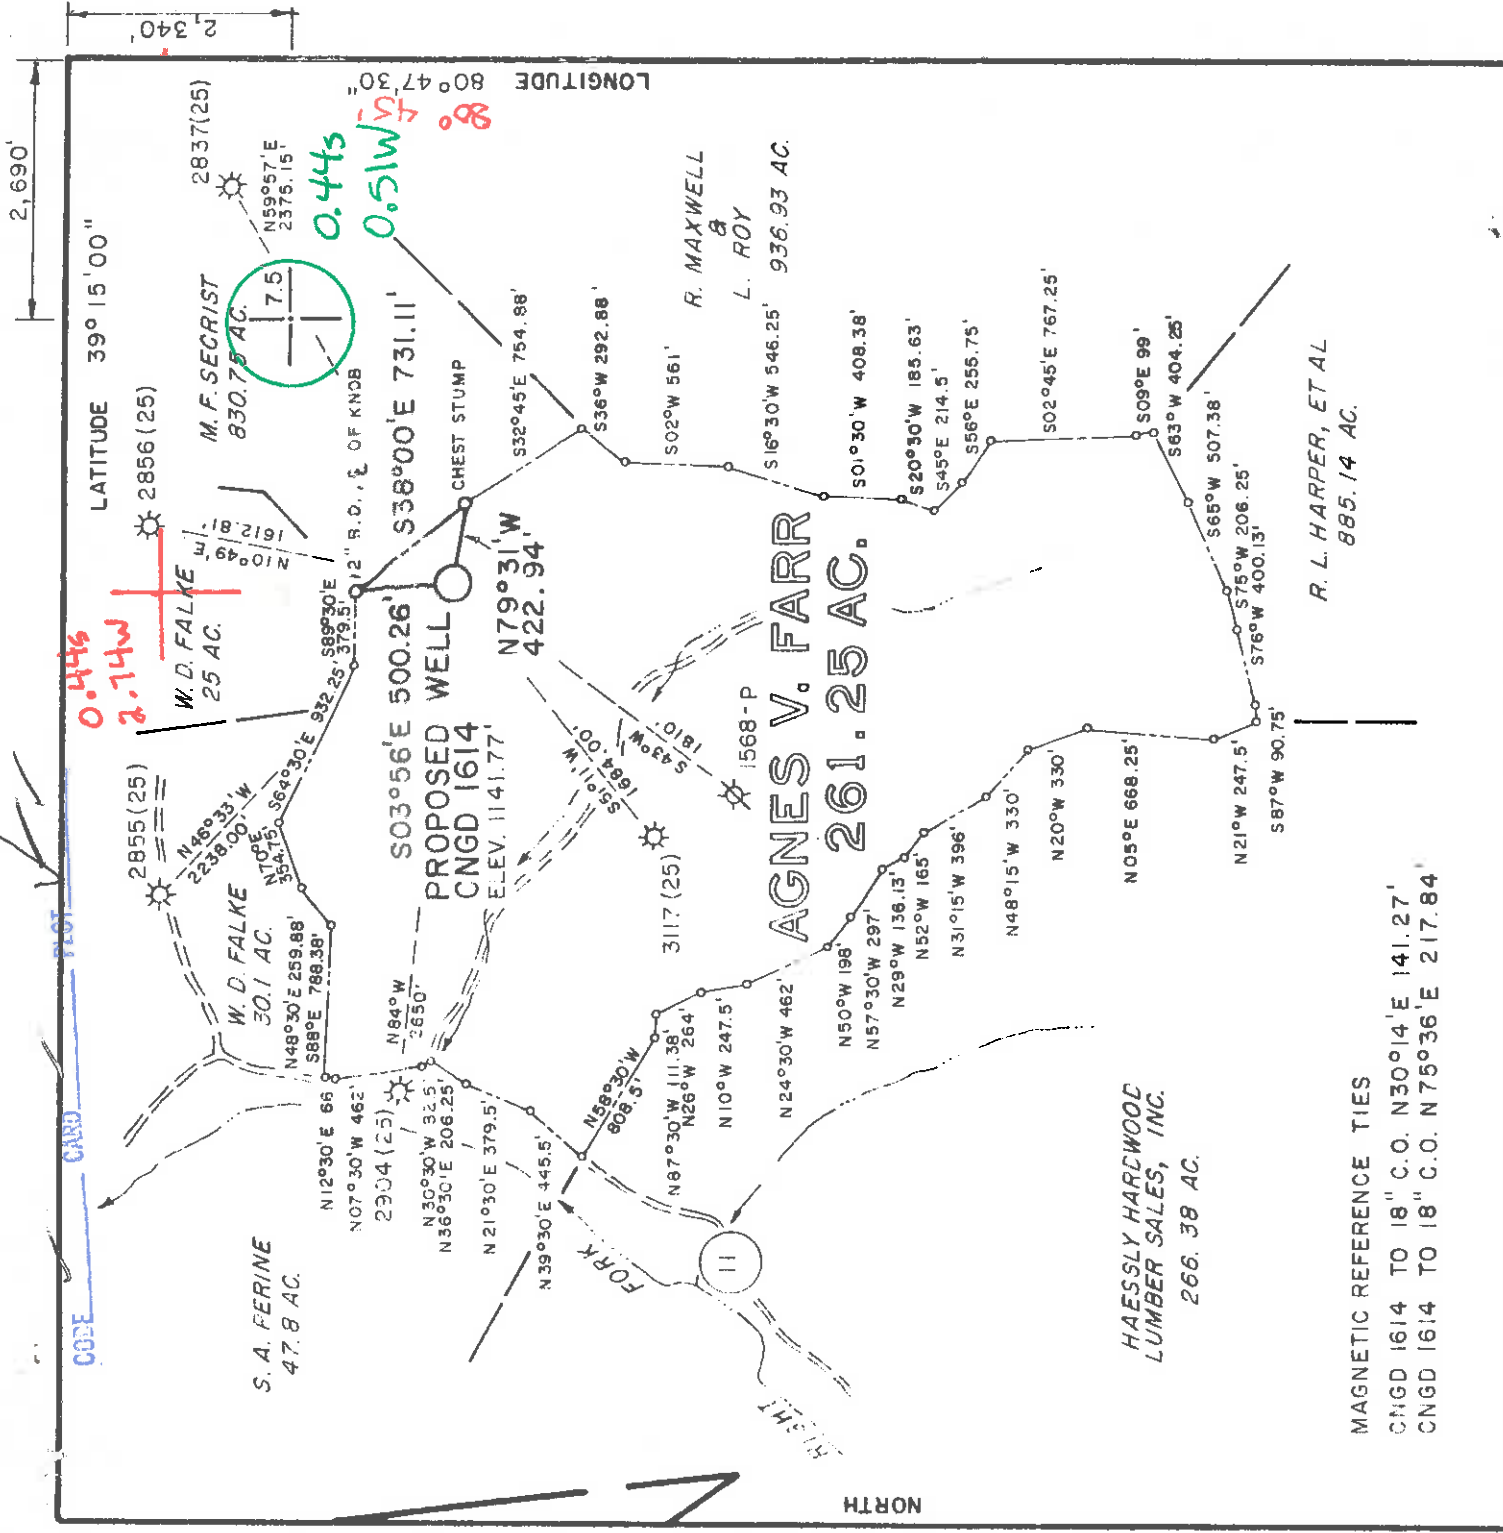 2,690'
2,340'
LATITUDE 39° 15' 00"
LONGITUDE 80° 47' 30"
80° 45'
0.44s
0.51W
0.44s
2.74W
2837(25)
N59°57'E
2375.15'
7.5
M.F. SECRIST
830.75 AC.
2856(25)
N10°49'E
1612.81'
W.D. FALKE
25 AC.
2855(25)
N46°33'W
2238.00'
W.D. FALKE
30.1 AC.
CODE CARD PLOT
S. A. FERINE
47.8 AC.
R. MAXWELL
&
L. ROY
936.93 AC.
12" R.O., ℄ OF KNOB
CHEST STUMP
S38°00'E 731.11'
S03°56'E 500.26'
PROPOSED WELL
CNGD 1614
ELEV. 1141.77'
N79°31'W
422.94'
S51°11'W
1684.00'
S43°W
1810'
1568-P
3117(25)
N84°W
2650'
2904(25)
AGNES V. FARR
261.25 AC.
S89°30'E
379.5'
S64°30'E 932.25'
N70°E
354.75'
N48°30'E 259.88'
S88°E 788.38'
N12°30'E 66'
N07°30'W 462'
N30°30'W 32.5'
N36°30'E 206.25'
N21°30'E 379.5'
N39°30'E 445.5'
N58°30'W
808.5'
N87°30'W 111.38'
N26°W 264'
N10°W 247.5'
N24°30'W 462'
N50°W 198'
N57°30'W 297'
N29°W 136.13'
N52°W 165'
N31°15'W 396'
N48°15'W 330'
N20°W 330'
N05°E 668.25'
N21°W 247.5'
S87°W 90.75'
S76°W 400.13'
S75°W 206.25'
S65°W 507.38'
S63°W 404.25'
S09°E 99'
S02°45'E 767.25'
S56°E 255.75'
S45°E 214.5'
S20°30'W 185.63'
S01°30'W 408.38'
S16°30'W 546.25'
S02°W 561'
S36°W 292.88'
S32°45'E 754.88'
R. L. HARPER, ET AL
885.14 AC.
RIGHT
FORK
11
HAESSLY HARDWOOD
LUMBER SALES, INC.
266.38 AC.
NORTH
MAGNETIC REFERENCE TIES
CNGD 1614 TO 18" C.O. N30°14'E 141.27'
CNGD 1614 TO 18" C.O. N75°36'E 217.84'